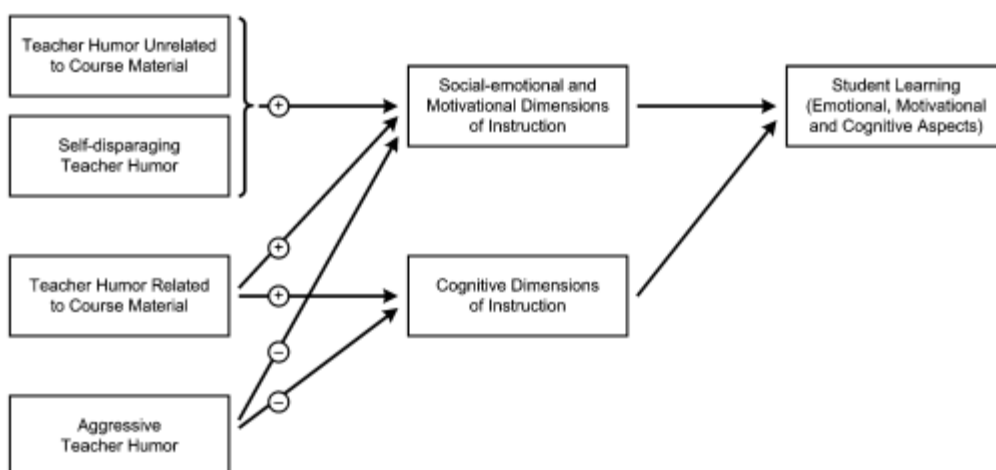 Teacher Humor Unrelated
to Course Material
Self-disparaging
Teacher Humor
+
Social-emotional and
Motivational Dimensions
of Instruction
Student Learning
(Emotional, Motivational
and Cognitive Aspects)
+
Teacher Humor Related
to Course Material
+
Cognitive Dimensions
of Instruction
−
−
Aggressive
Teacher Humor